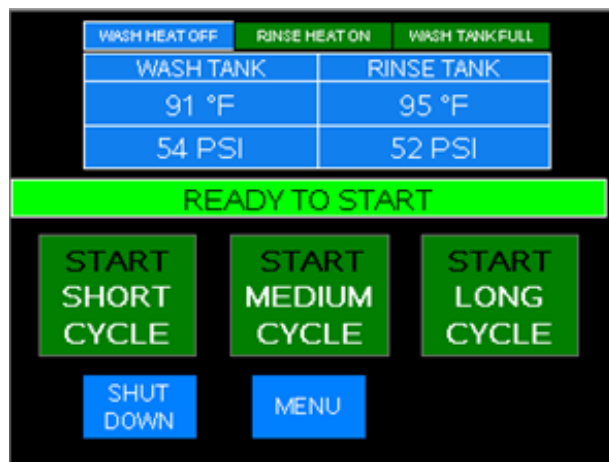 WASH HEAT OFF RINSE HEAT ON WASH TANK FULL
WASH TANK RINSE TANK
91 °F 95 °F
54 PSI 52 PSI
READY TO START
START START START
SHORT MEDIUM LONG
CYCLE CYCLE CYCLE
SHUT
DOWN MENU